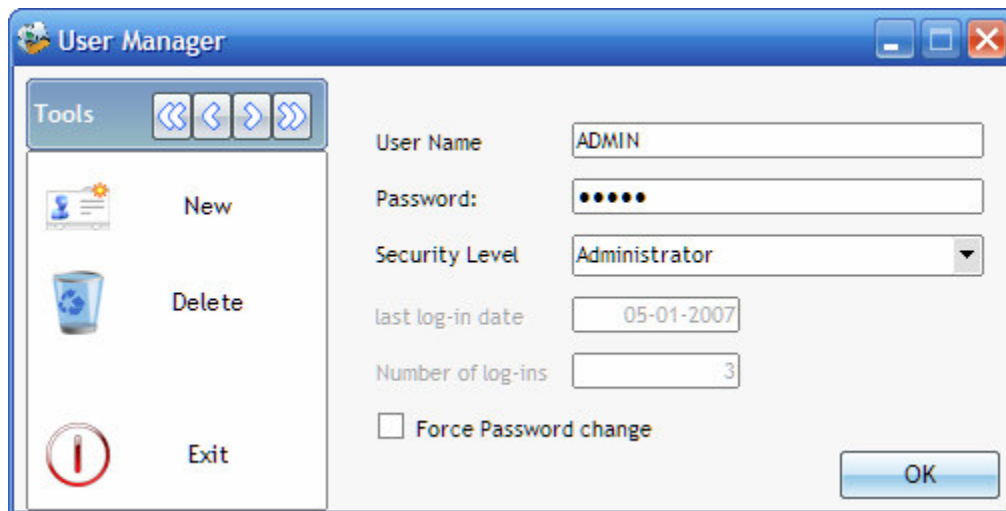 User Manager
Tools
New
Delete
Exit
User Name ADMIN
Password: •••••
Security Level Administrator
last log-in date 05-01-2007
Number of log-ins 3
Force Password change
OK